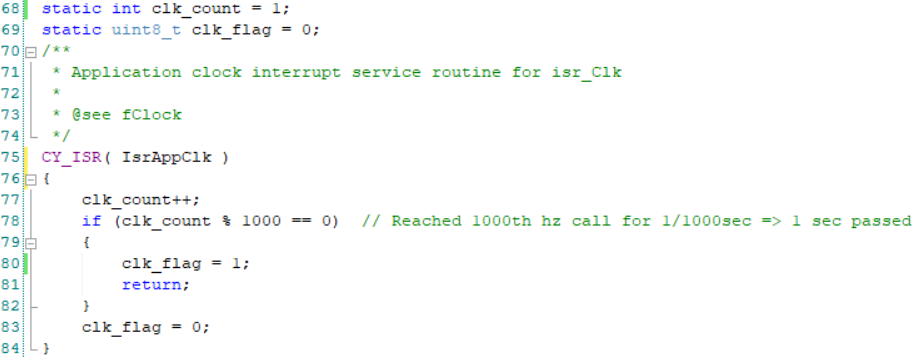 68 static int clk_count = 1;
69 static uint8_t clk_flag = 0;
70 /**
71  * Application clock interrupt service routine for isr_Clk
72  *
73  * @see fClock
74  */
75 CY_ISR( IsrAppClk )
76 {
77     clk_count++;
78     if (clk_count % 1000 == 0)  // Reached 1000th hz call for 1/1000sec => 1 sec passed
79     {
80         clk_flag = 1;
81         return;
82     }
83     clk_flag = 0;
84 }